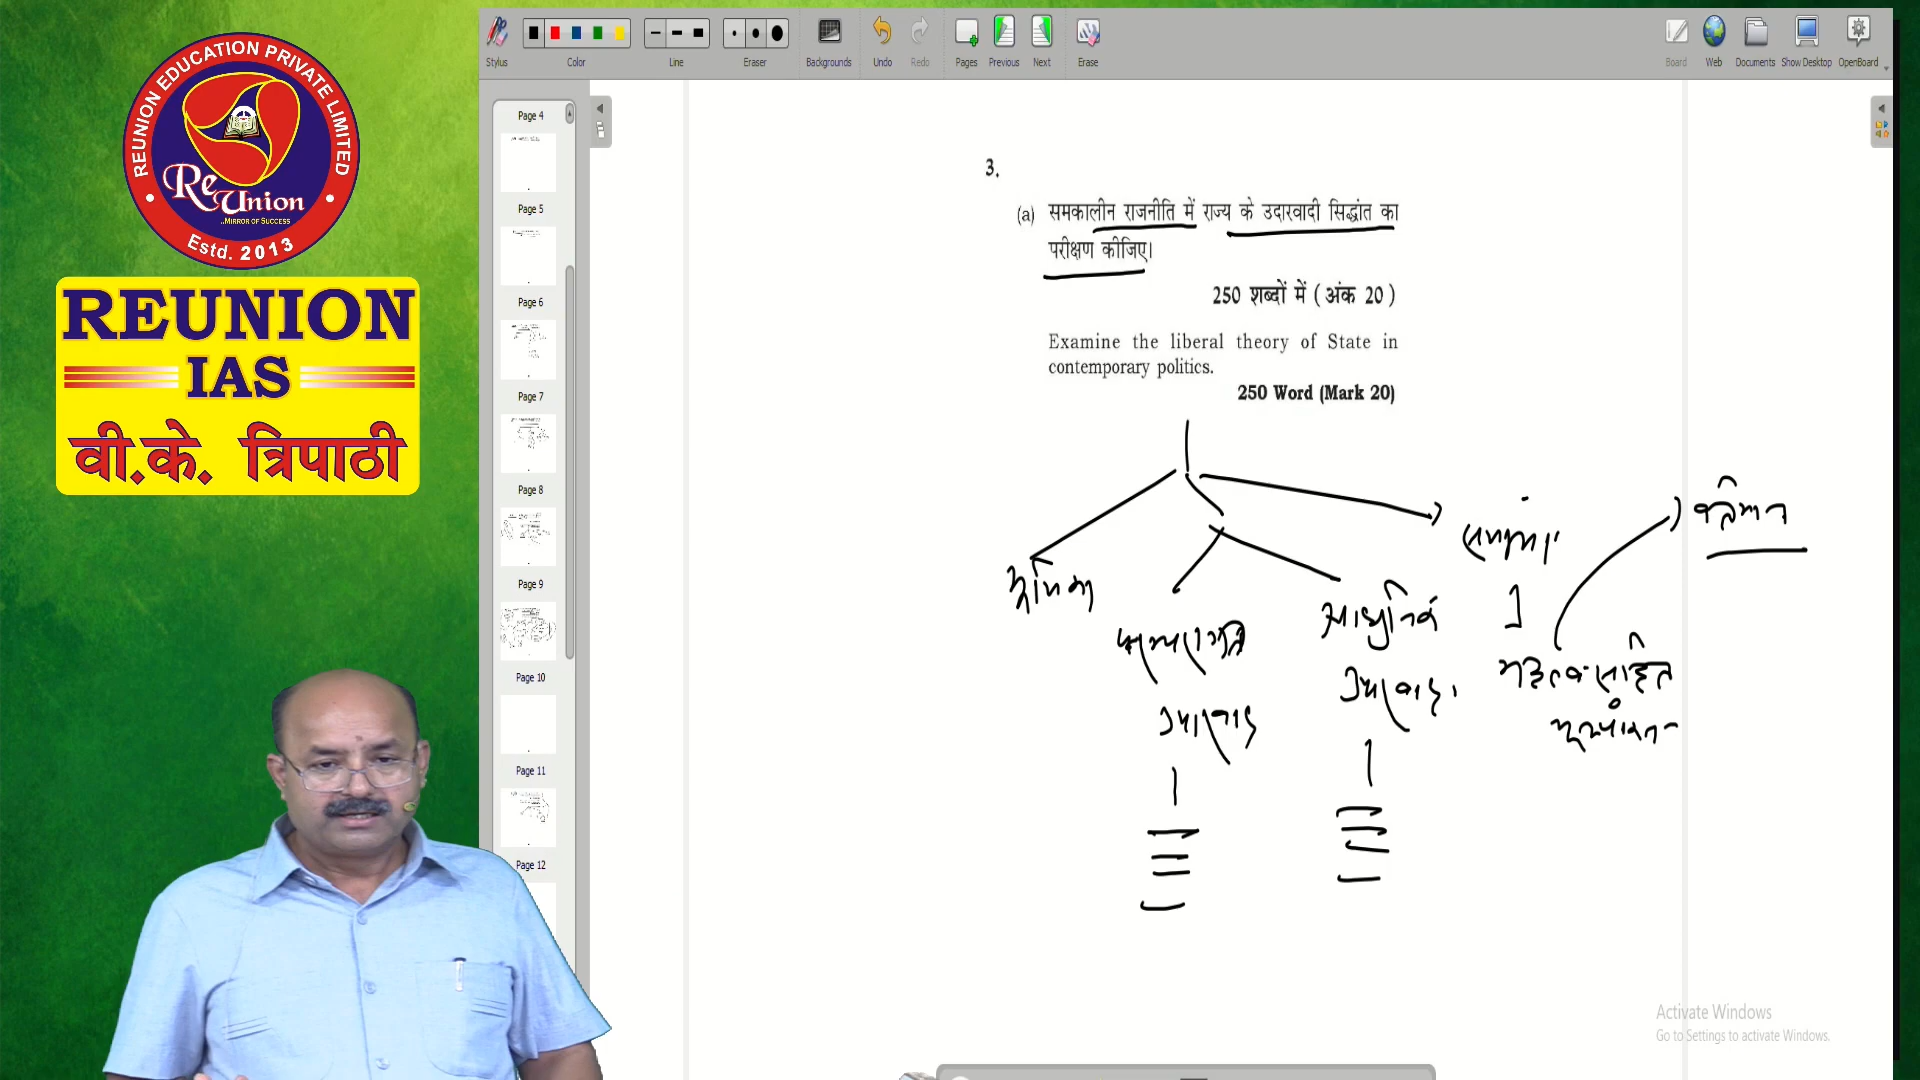 REUNION EDUCATION PRIVATE LIMITED
ReUnion
..MIRROR OF SUCCESS
Estd. 2013
REUNION
IAS
वी.के. त्रिपाठी
Stylus
Color
Line
Eraser
Backgrounds
Undo
Redo
Pages
Previous
Next
Erase
Board
Web
Documents
Show Desktop
OpenBoard
Page 4
Page 5
Page 6
Page 7
Page 8
Page 9
Page 10
Page 11
Page 12
3.
(a) समकालीन राजनीति में राज्य के उदारवादी सिद्धांत का
परीक्षण कीजिए।
250 शब्दों में ( अंक 20 )
Examine the liberal theory of State in
contemporary politics.
250 Word (Mark 20)
भूमिका
आधुनिक
Activate Windows
Go to Settings to activate Windows.